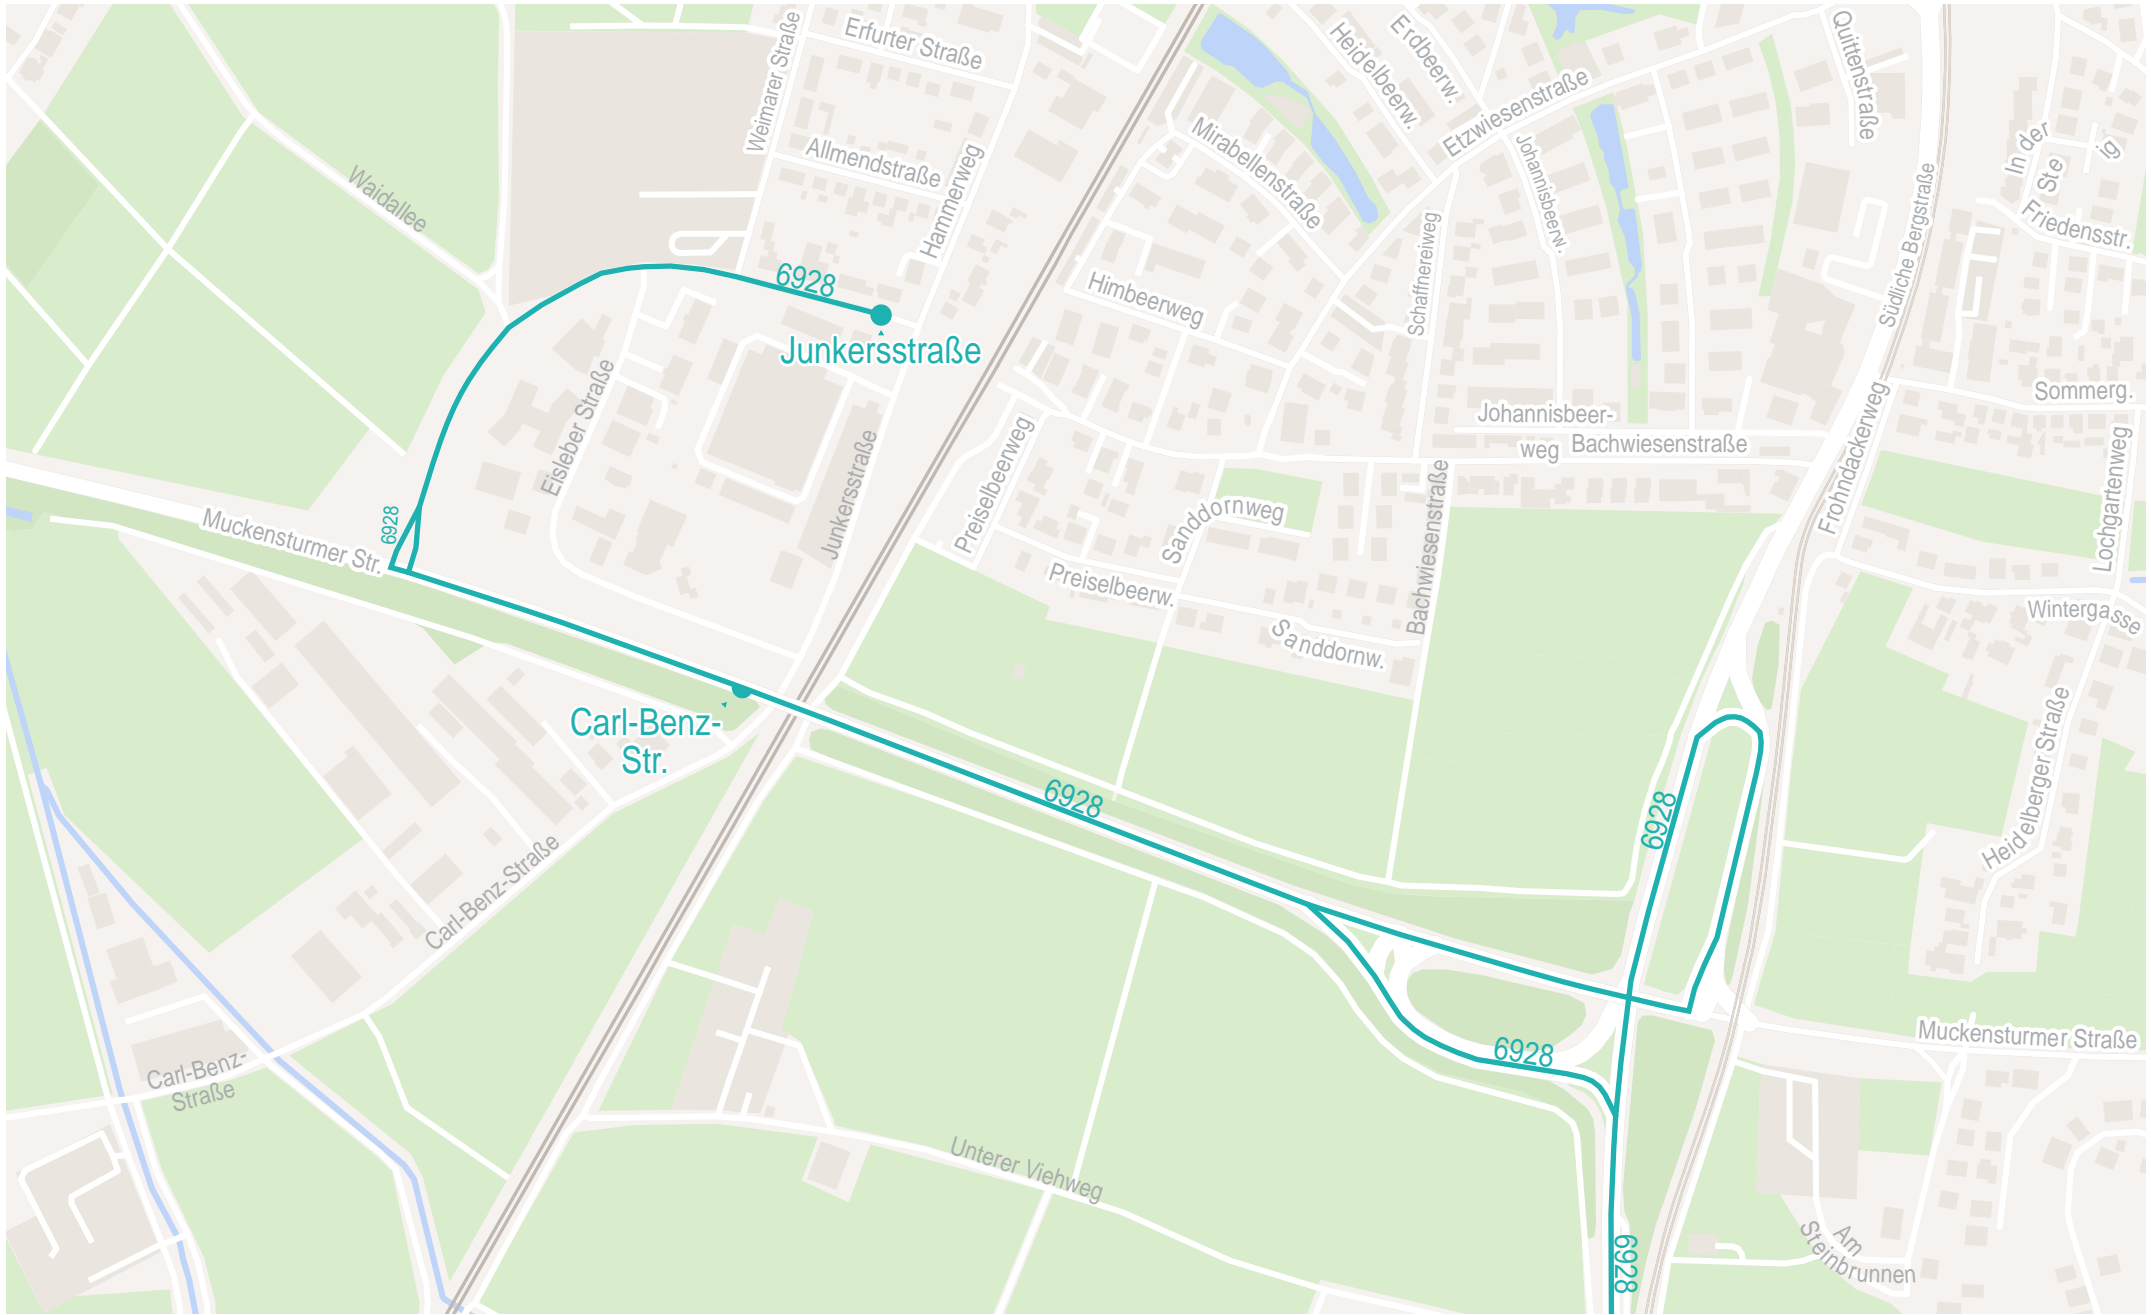 Erfurter Straße
Weimarer Straße
Allmendstraße
Hammerweg
Waidallee
6928
Junkersstraße
Eisleber Straße
Junkersstraße
6928
Muckensturmer Str.
Carl-Benz-
Str.
Carl-Benz-Straße
Carl-Benz-
Straße
Heidelbeerw.
Erdbeerw.
Etzwiesenstraße
Mirabellenstraße
Johannisbeerw.
Schaffnereiweg
Himbeerweg
Quittenstraße
In der
Ste
ig
Friedensstr.
Südliche Bergstraße
Sommerg.
Johannisbeer-
weg
Bachwiesenstraße
Frohndackerweg
Lochgartenweg
Preiselbeerweg
Sanddornweg
Bachwiesenstraße
Preiselbeerw.
Sanddornw.
Wintergasse
Heidelberger Straße
6928
6928
6928
Muckensturmer Straße
Unterer Viehweg
Am
Steinbrunnen
6928